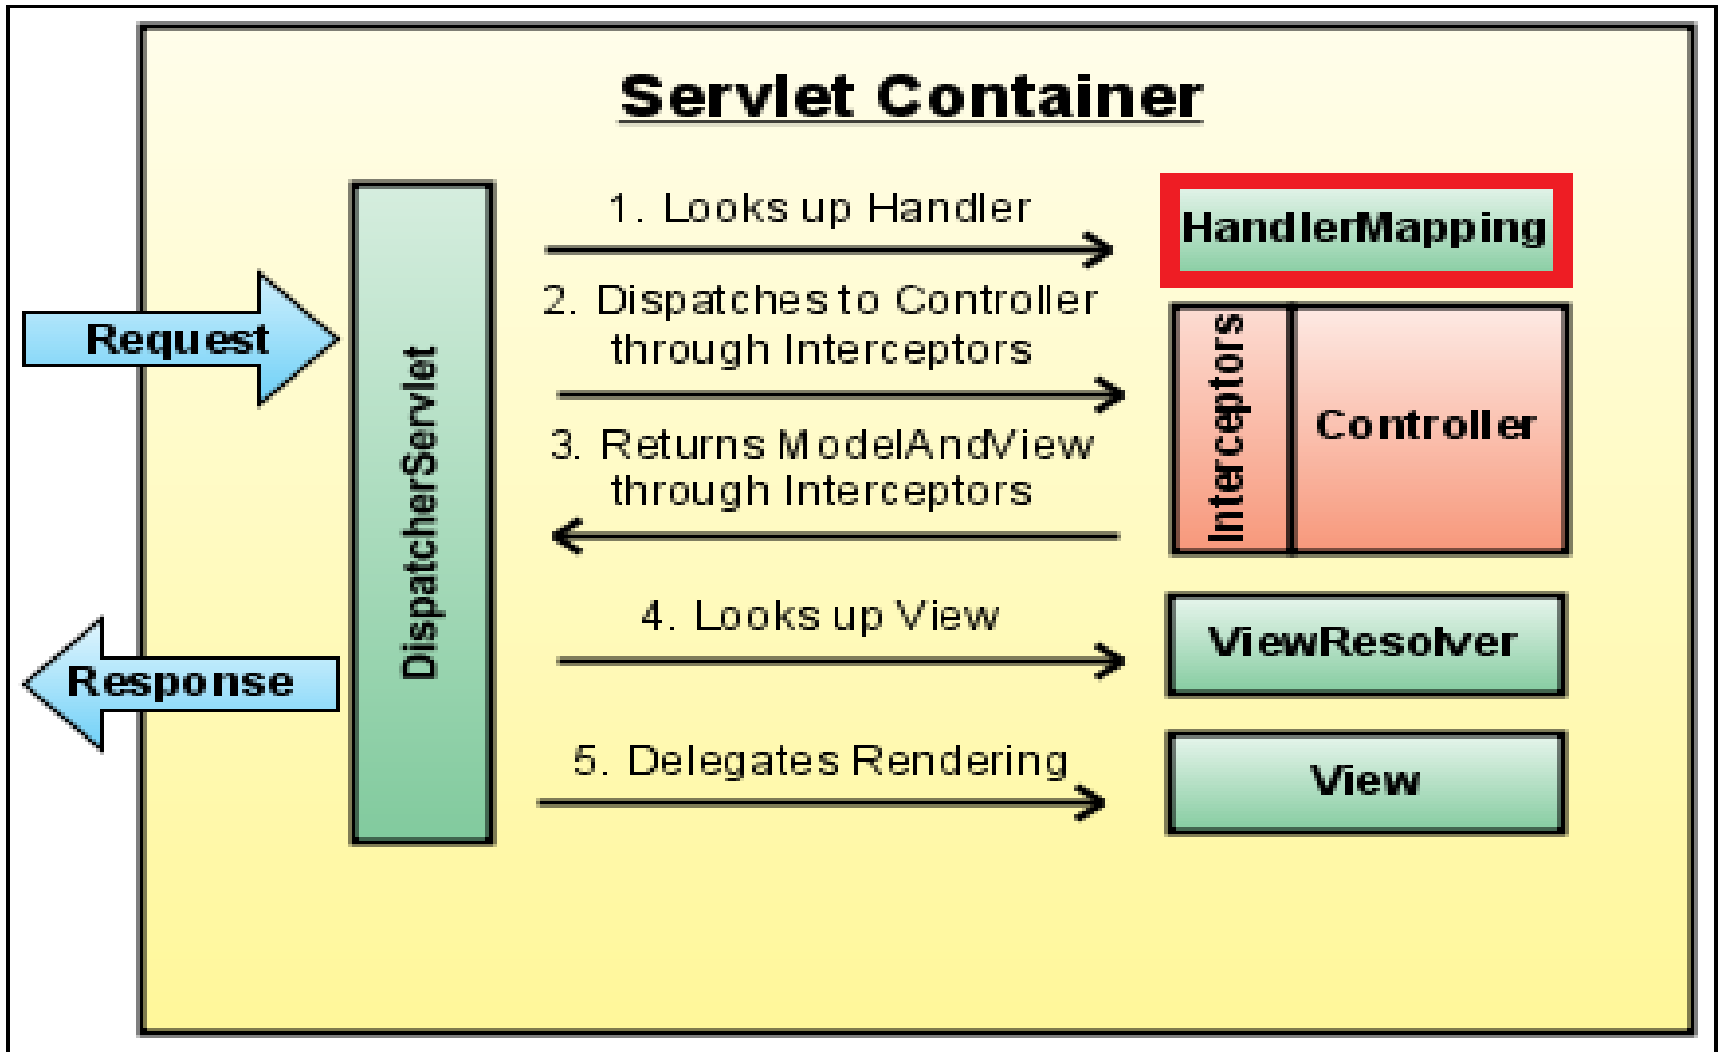 Servlet Container
1. Looks up Handler
HandlerMapping
2. Dispatches to Controller
through Interceptors
Request
DispatcherServlet
Interceptors
Controller
3. Returns ModelAndView
through Interceptors
4. Looks up View
ViewResolver
Response
5. Delegates Rendering
View